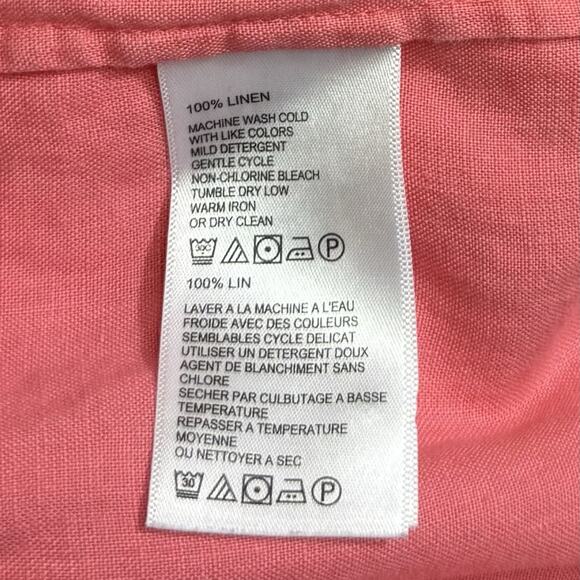 100% LINEN
MACHINE WASH COLD
WITH LIKE COLORS
MILD DETERGENT
GENTLE CYCLE
NON-CHLORINE BLEACH
TUMBLE DRY LOW
WARM IRON
OR DRY CLEAN
30C P
100% LIN
LAVER A LA MACHINE A L'EAU
FROIDE AVEC DES COULEURS
SEMBLABLES CYCLE DELICAT
UTILISER UN DETERGENT DOUX
AGENT DE BLANCHIMENT SANS
CHLORE
SECHER PAR CULBUTAGE A BASSE
TEMPERATURE
REPASSER A TEMPERATURE
MOYENNE
OU NETTOYER A SEC
30 P